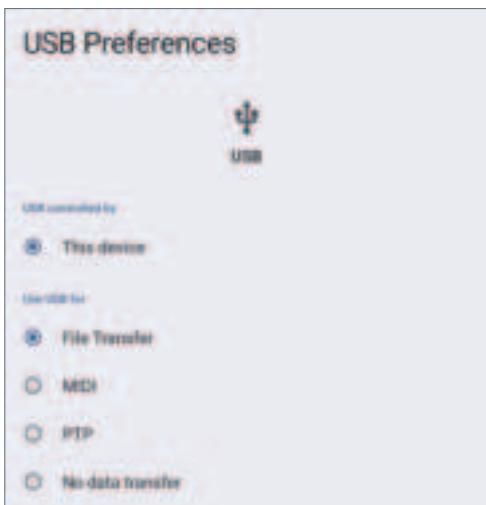 USB Preferences
USB
USB controlled by
This device
Use USB for
File Transfer
MIDI
PTP
No data transfer